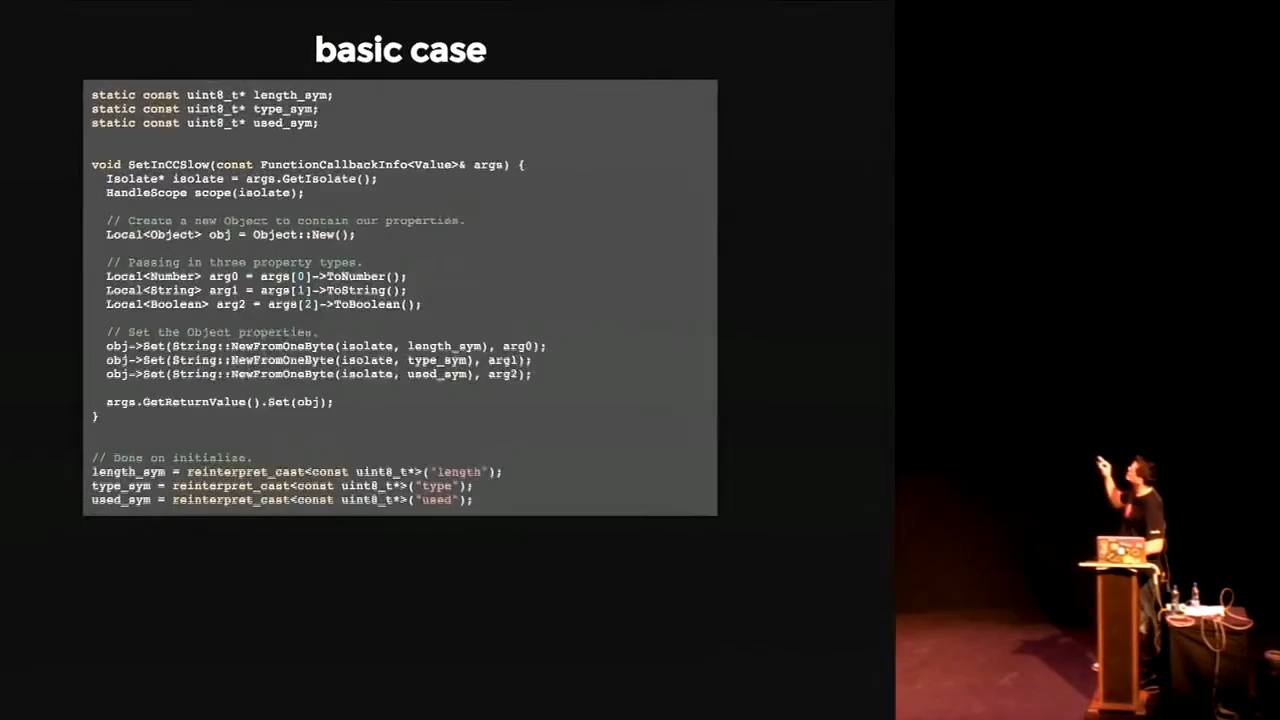 basic case
static const uint8_t* length_sym;
static const uint8_t* type_sym;
static const uint8_t* used_sym;
void SetInCCSlow(const FunctionCallbackInfo<Value>& args) {
Isolate* isolate = args.GetIsolate();
HandleScope scope(isolate);
// Create a new Object to contain our properties.
Local<Object> obj = Object::New();
// Passing in three property types.
Local<Number> arg0 = args[0]->ToNumber();
Local<String> arg1 = args[1]->ToString();
Local<Boolean> arg2 = args[2]->ToBoolean();
// Set the Object properties.
obj->Set(String::NewFromOneByte(isolate, length_sym), arg0);
obj->Set(String::NewFromOneByte(isolate, type_sym), arg1);
obj->Set(String::NewFromOneByte(isolate, used_sym), arg2);
args.GetReturnValue().Set(obj);
}
// Done on initialize.
length_sym = reinterpret_cast<const uint8_t*>("length");
type_sym = reinterpret_cast<const uint8_t*>("type");
used_sym = reinterpret_cast<const uint8_t*>("used");